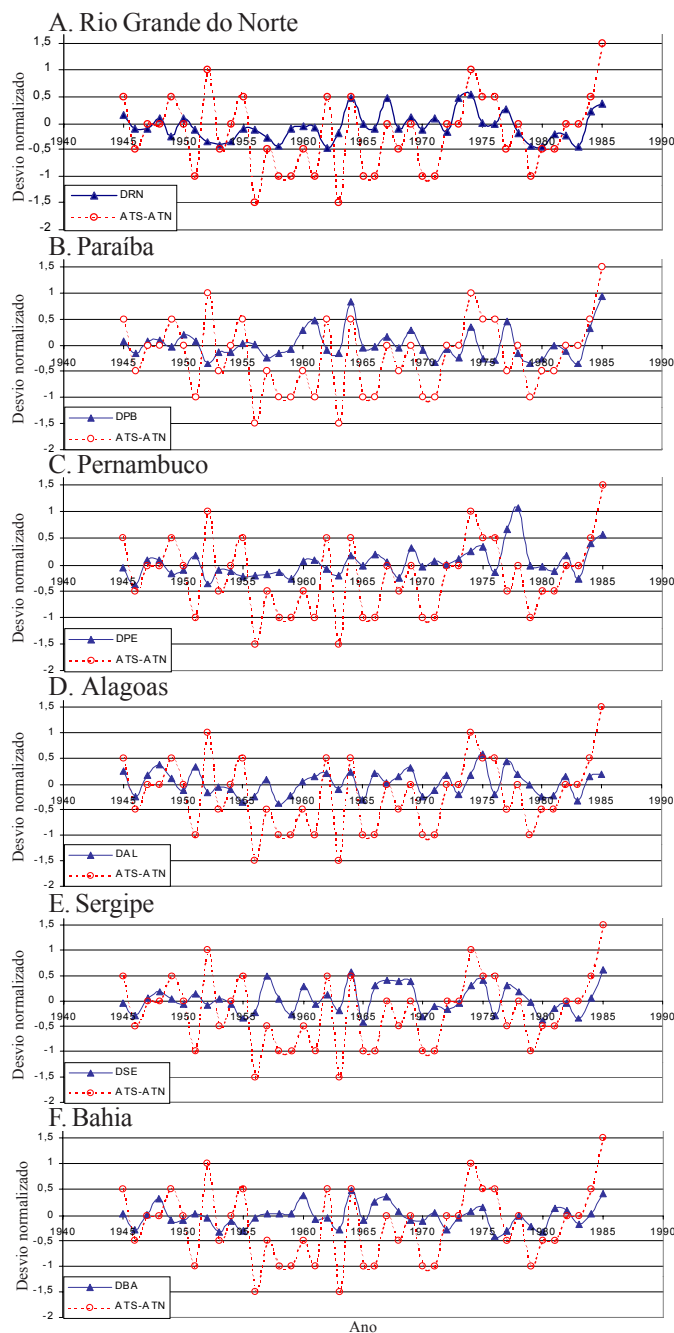 A. Rio Grande do Norte
Desvio normalizado
1,5
1
0,5
0
-0,5
-1
-1,5
-2
1940 1945 1950 1955 1960 1965 1970 1975 1980 1985 1990
DRN
ATS-ATN
B. Paraíba
Desvio normalizado
1,5
1
0,5
0
-0,5
-1
-1,5
-2
1940 1945 1950 1955 1960 1965 1970 1975 1980 1985 1990
DPB
ATS-ATN
C. Pernambuco
Desvio normalizado
1,5
1
0,5
0
-0,5
-1
-1,5
-2
1940 1945 1950 1955 1960 1965 1970 1975 1980 1985 1990
DPE
ATS-ATN
D. Alagoas
Desvio normalizado
1,5
1
0,5
0
-0,5
-1
-1,5
-2
1940 1945 1950 1955 1960 1965 1970 1975 1980 1985 1990
DAL
ATS-ATN
E. Sergipe
Desvio normalizado
1,5
1
0,5
0
-0,5
-1
-1,5
-2
1940 1945 1950 1955 1960 1965 1970 1975 1980 1985 1990
DSE
ATS-ATN
F. Bahia
Desvio normalizado
1,5
1
0,5
0
-0,5
-1
-1,5
-2
1940 1945 1950 1955 1960 1965 1970 1975 1980 1985 1990
DBA
ATS-ATN
Ano